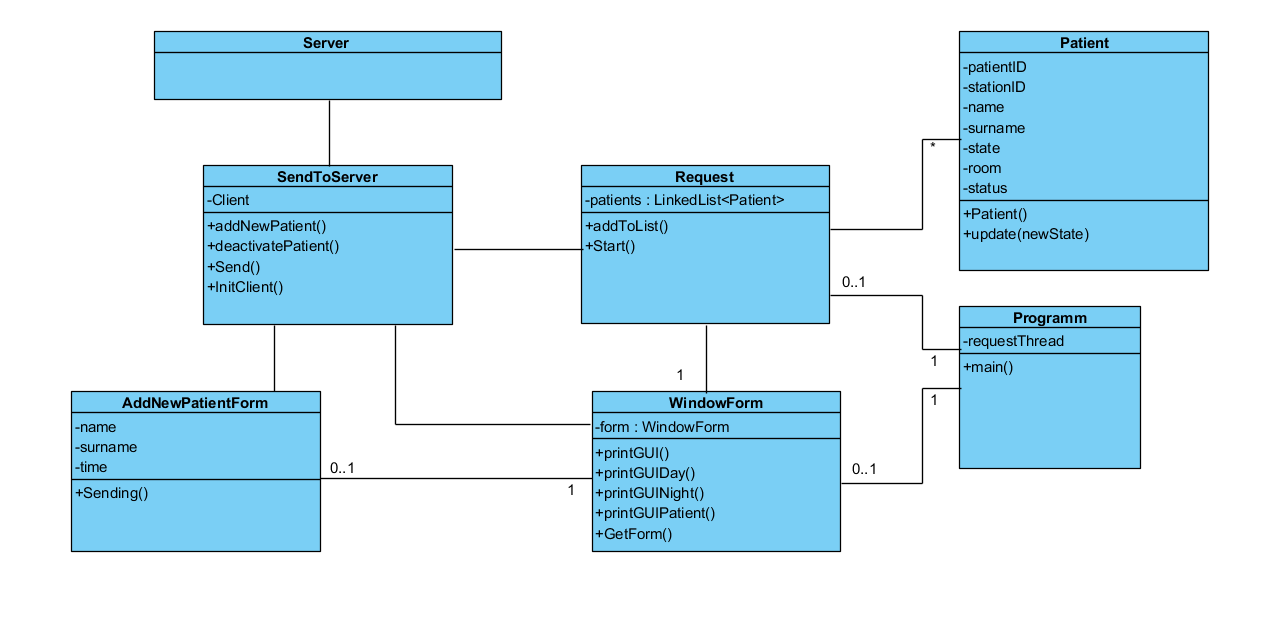 Server
Patient
-patientID
-stationID
-name
-surname
-state
-room
-status
+Patient()
+update(newState)
*
SendToServer
-Client
+addNewPatient()
+deactivatePatient()
+Send()
+InitClient()
Request
-patients : LinkedList<Patient>
+addToList()
+Start()
0..1
1
Programm
-requestThread
+main()
1
1
AddNewPatientForm
-name
-surname
-time
+Sending()
0..1
1
WindowForm
-form : WindowForm
+printGUI()
+printGUIDay()
+printGUINight()
+printGUIPatient()
+GetForm()
0..1